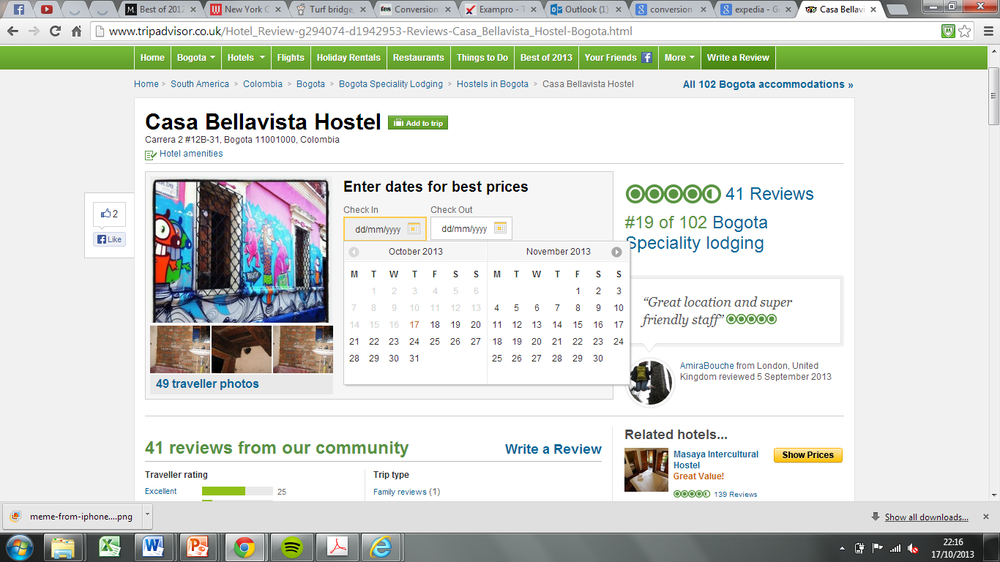 Best of 2012
New York C
Turf bridge,
fes Conversion
Exampro - T
Outlook (1)
conversion
expedia - Go
Casa Bellavi
www.tripadvisor.co.uk/Hotel_Review-g294074-d1942953-Reviews-Casa_Bellavista_Hostel-Bogota.html
Home Bogota Hotels Flights Holiday Rentals Restaurants Things to Do Best of 2013 Your Friends More Write a Review
Home > South America > Colombia > Bogota > Bogota Speciality Lodging > Hostels in Bogota > Casa Bellavista Hostel
All 102 Bogota accommodations »
Casa Bellavista Hostel Add to trip
Carrera 2 #12B-31, Bogota 11001000, Colombia
Hotel amenities
2
Like
BOGOTA
49 traveller photos
Enter dates for best prices
Check In Check Out
dd/mm/yyyy dd/mm/yyyy
October 2013
M T W T F S S
1 2 3 4 5 6
7 8 9 10 11 12 13
14 15 16 17 18 19 20
21 22 23 24 25 26 27
28 29 30 31
November 2013
M T W T F S S
1 2 3
4 5 6 7 8 9 10
11 12 13 14 15 16 17
18 19 20 21 22 23 24
25 26 27 28 29 30
41 Reviews
#19 of 102 Bogota
Speciality lodging
“Great location and super
friendly staff”
AmiraBouche from London, United
Kingdom reviewed 5 September 2013
41 reviews from our community
Write a Review
Traveller rating
Excellent 25
Trip type
Family reviews (1)
Related hotels...
Masaya Intercultural
Hostel
Great Value!
139 Reviews
Show Prices
meme-from-iphone....png
Show all downloads...
22:16
17/10/2013